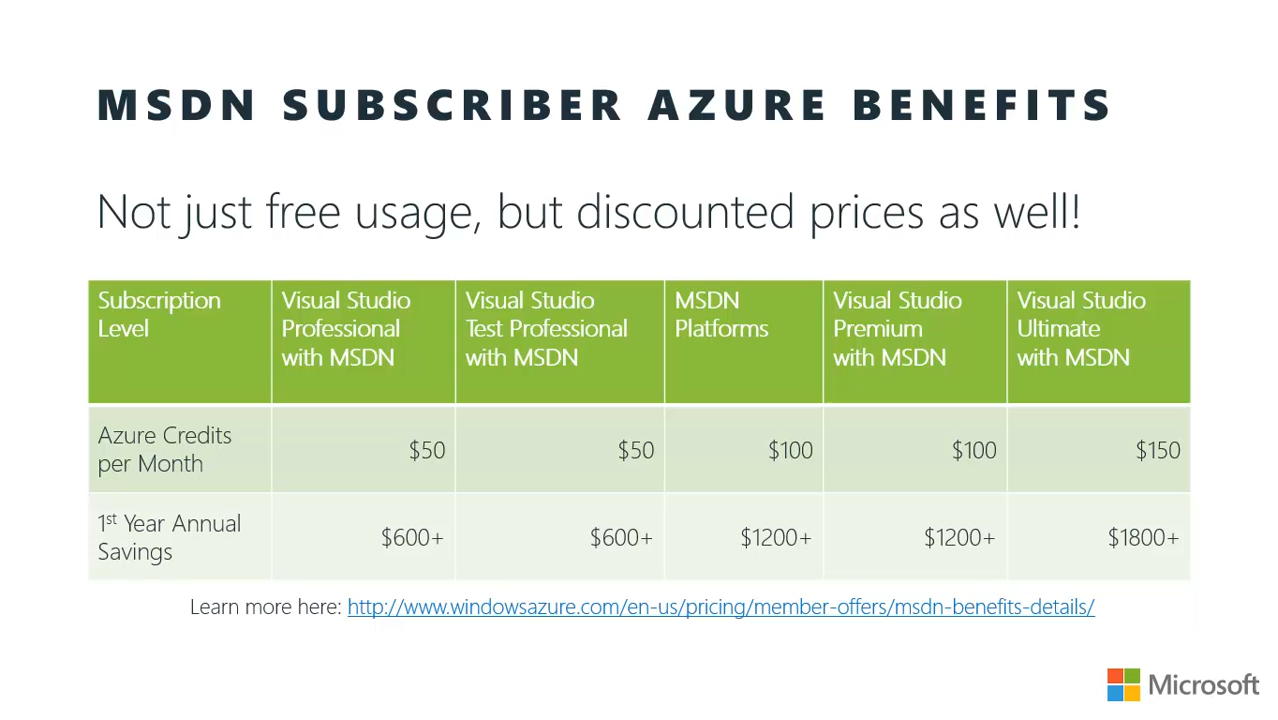 MSDN SUBSCRIBER AZURE BENEFITS
Not just free usage, but discounted prices as well!
Subscription
Level
Visual Studio
Professional
with MSDN
Visual Studio
Test Professional
with MSDN
MSDN
Platforms
Visual Studio
Premium
with MSDN
Visual Studio
Ultimate
with MSDN
Azure Credits
per Month
$50
$50
$100
$100
$150
1st Year Annual
Savings
$600+
$600+
$1200+
$1200+
$1800+
Learn more here: http://www.windowsazure.com/en-us/pricing/member-offers/msdn-benefits-details/
Microsoft